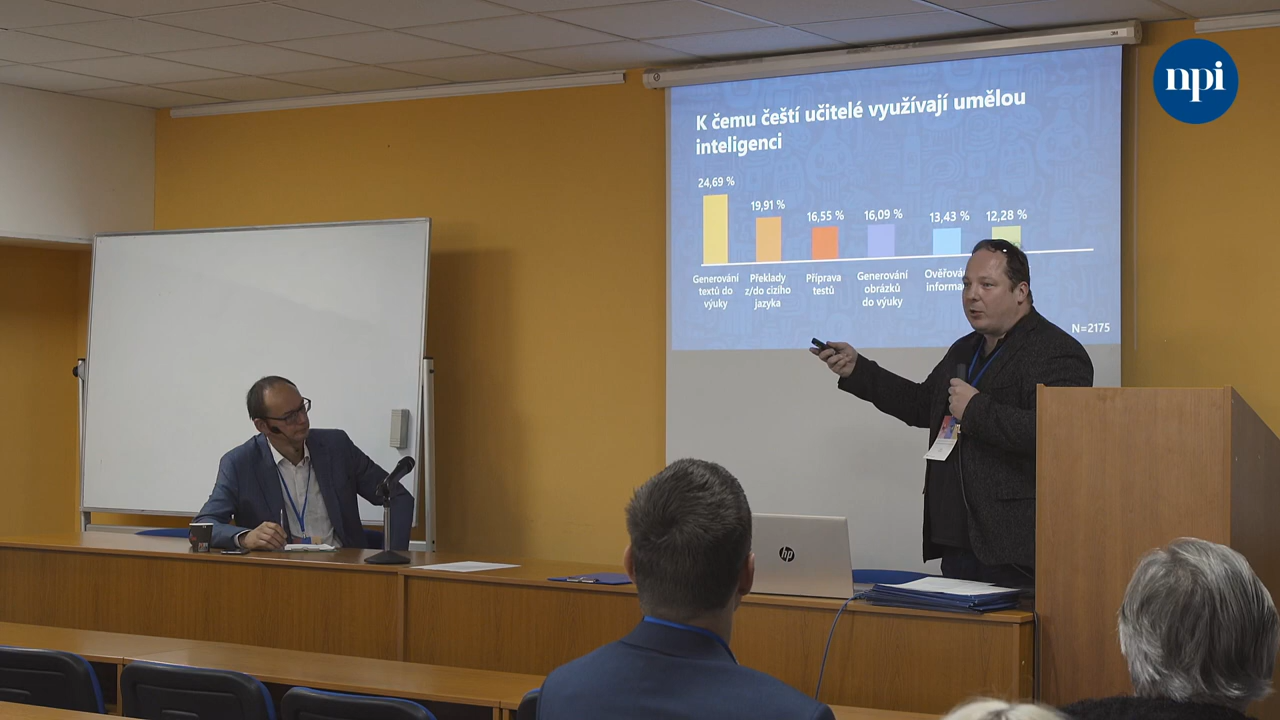 npi
K čemu čeští učitelé využívají umělou
inteligenci
24,69 %
19,91 %
16,55 %
16,09 %
13,43 %
12,28 %
Generování
textů do
výuky
Překlady
z/do cizího
jazyka
Příprava
testů
Generování
obrázků
do výuky
N=2175
hp